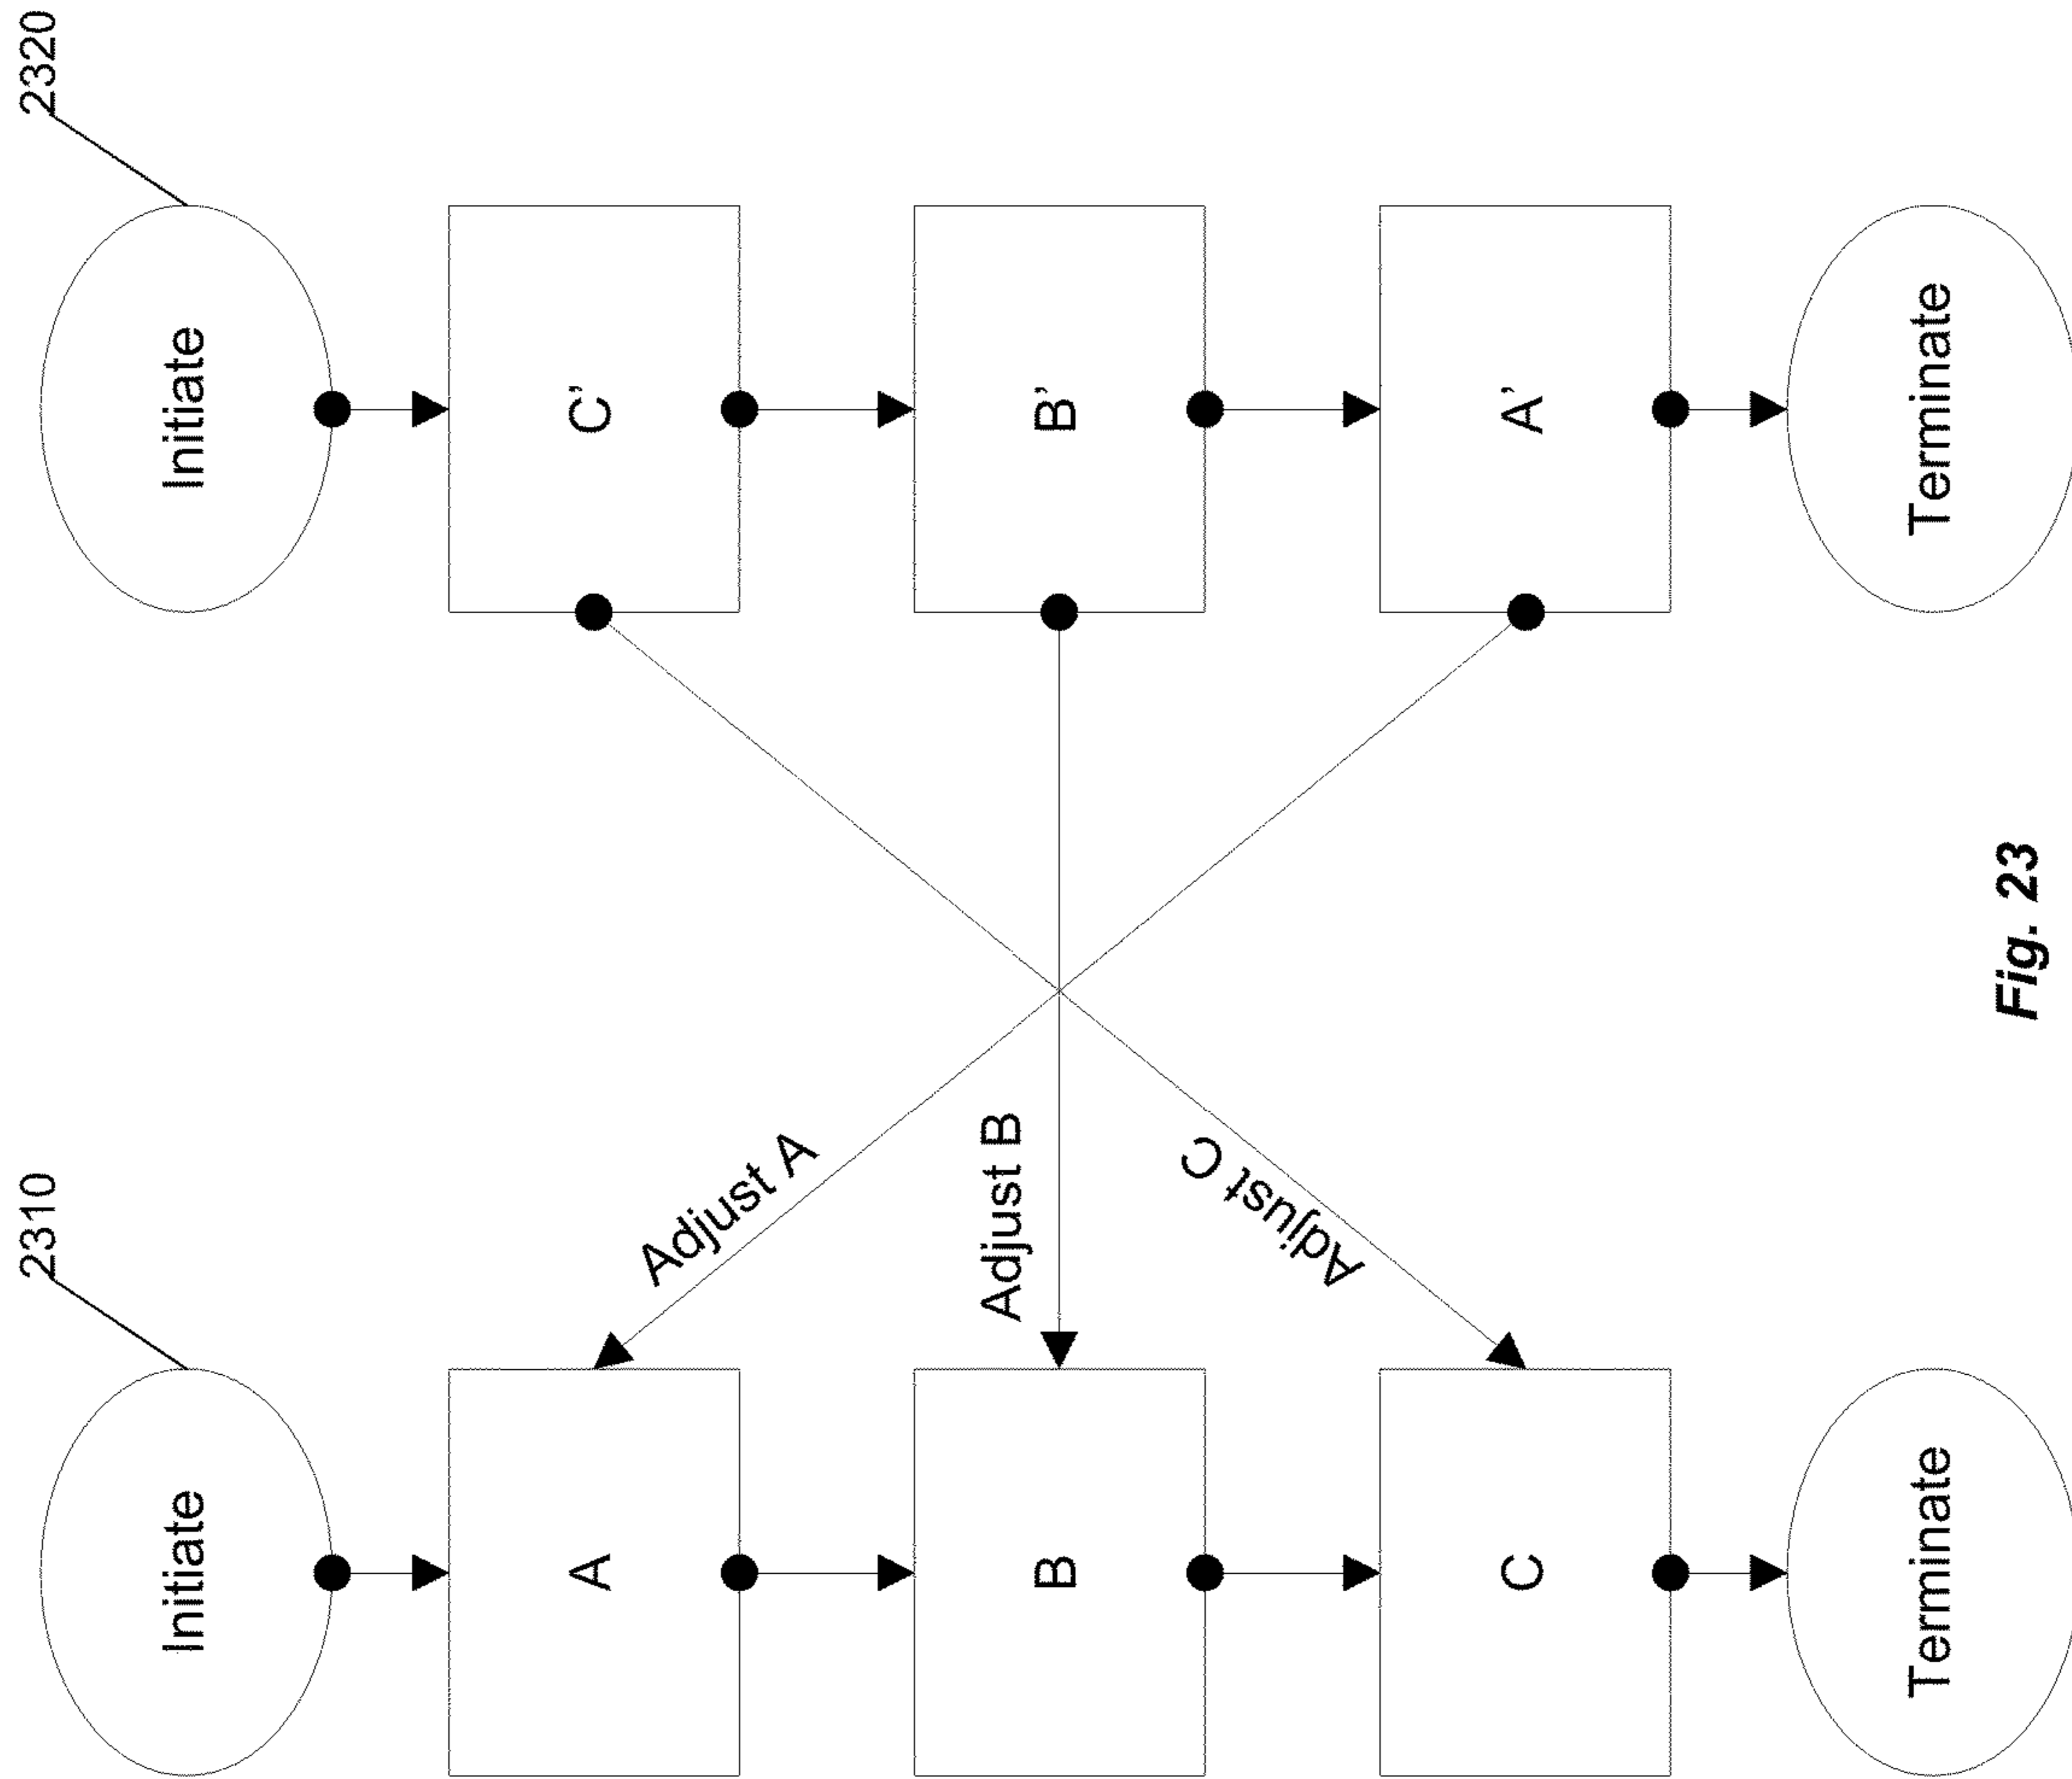 2310
Initiate
A
B
C
Terminate
Adjust A
Adjust B
Adjust C
2320
Initiate
C'
B'
A'
Terminate
Fig. 23